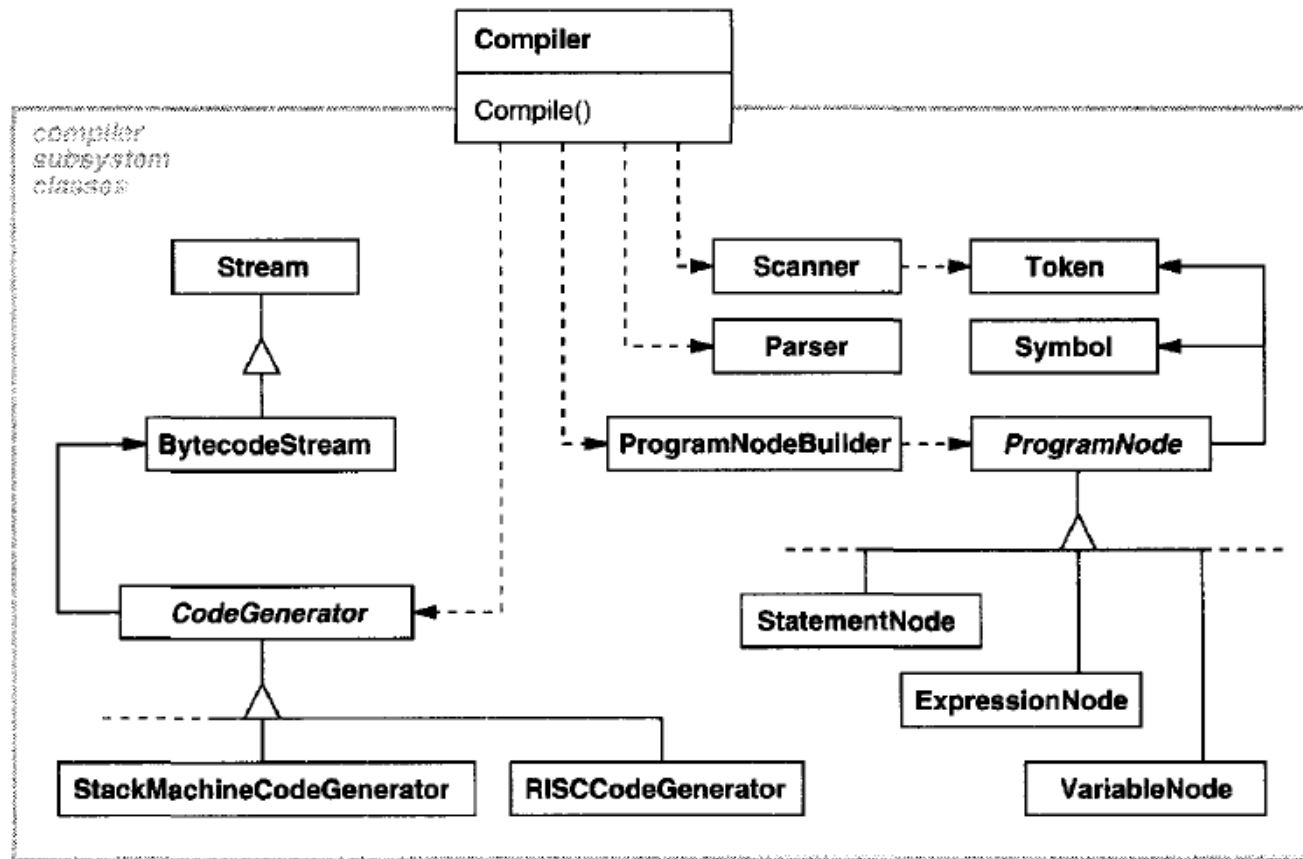 Compiler
Compile()
compiler
subsystem
classes
Stream
Scanner
Token
Parser
Symbol
BytecodeStream
ProgramNodeBuilder
ProgramNode
CodeGenerator
StatementNode
ExpressionNode
StackMachineCodeGenerator
RISCCodeGenerator
VariableNode